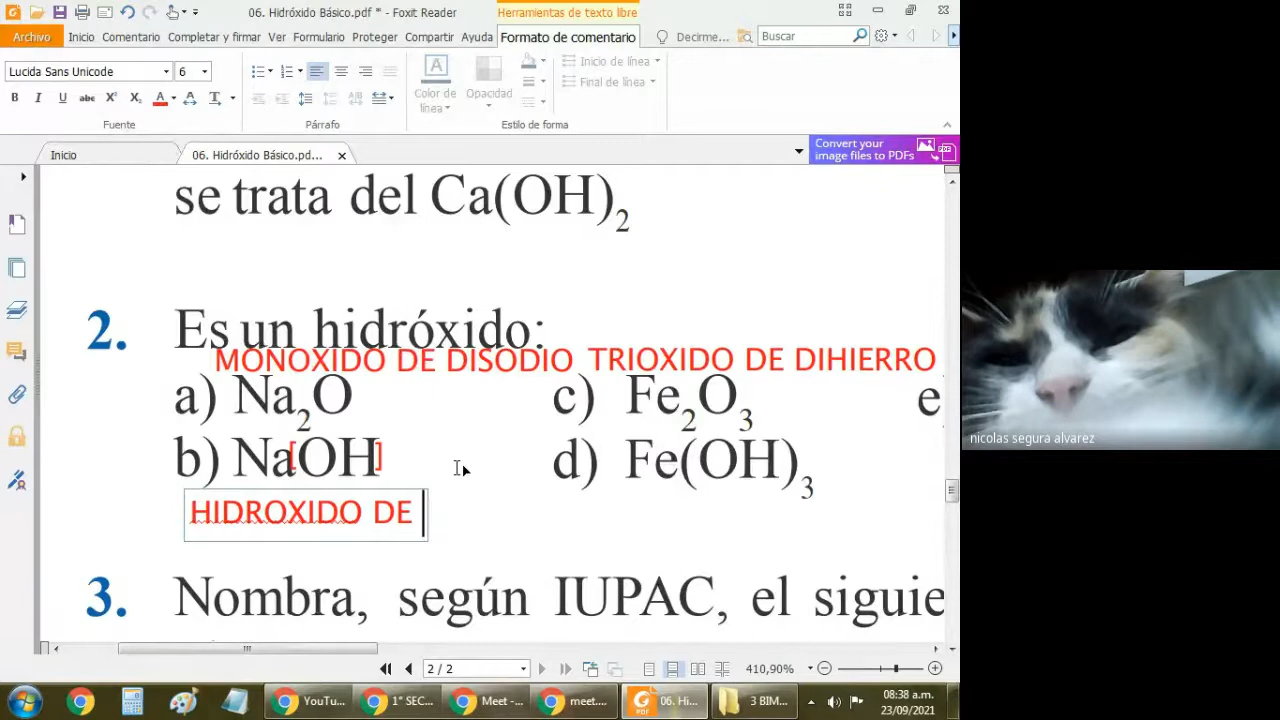 06. Hidróxido Básico.pdf * - Foxit Reader
Herramientas de texto libre
Archivo Inicio Comentario Completar y firmar Ver Formulario Proteger Compartir Ayuda Formato de comentario Decirme... Buscar
Lucida Sans Unicode 6
Color de línea Opacidad
Inicio de línea
Final de línea
Fuente Párrafo Estilo de forma
Inicio 06. Hidróxido Básico.pd...
Convert your
image files to PDFs
se trata del Ca(OH)2
2. Es un hidróxido:
MONOXIDO DE DISODIO TRIOXIDO DE DIHIERRO
a) Na2O c) Fe2O3 e
b) Na[OH] d) Fe(OH)3
HIDROXIDO DE
3. Nombra, según IUPAC, el siguie
nicolas segura alvarez
2 / 2 410,90%
YouTu... 1° SEC... Meet -... meet.... 06. Hi... 3 BIM...
08:38 a.m.
23/09/2021